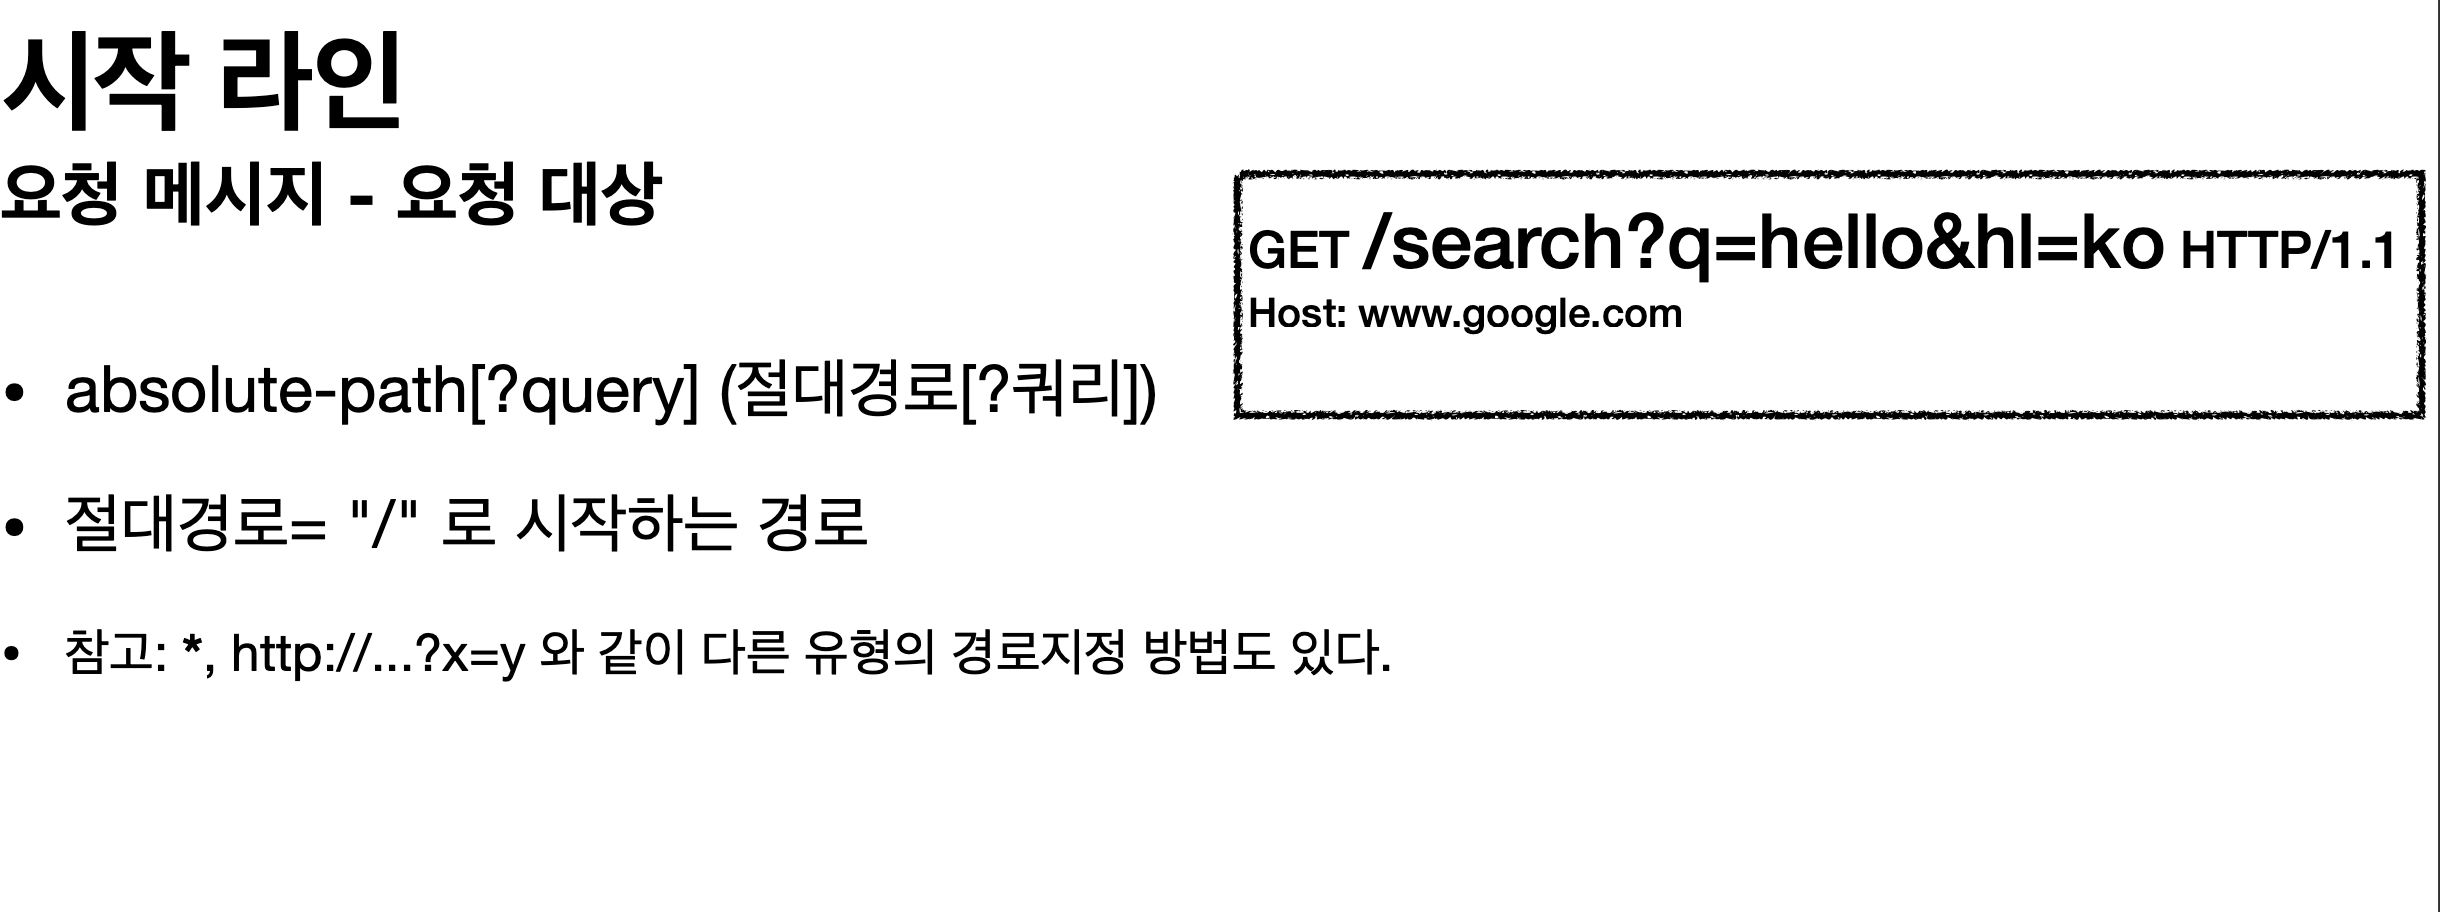 시작 라인
요청 메시지 - 요청 대상
GET /search?q=hello&hl=ko HTTP/1.1
Host: www.google.com
• absolute-path[?query] (절대경로[?쿼리])
• 절대경로= "/" 로 시작하는 경로
• 참고: *, http://...?x=y 와 같이 다른 유형의 경로지정 방법도 있다.